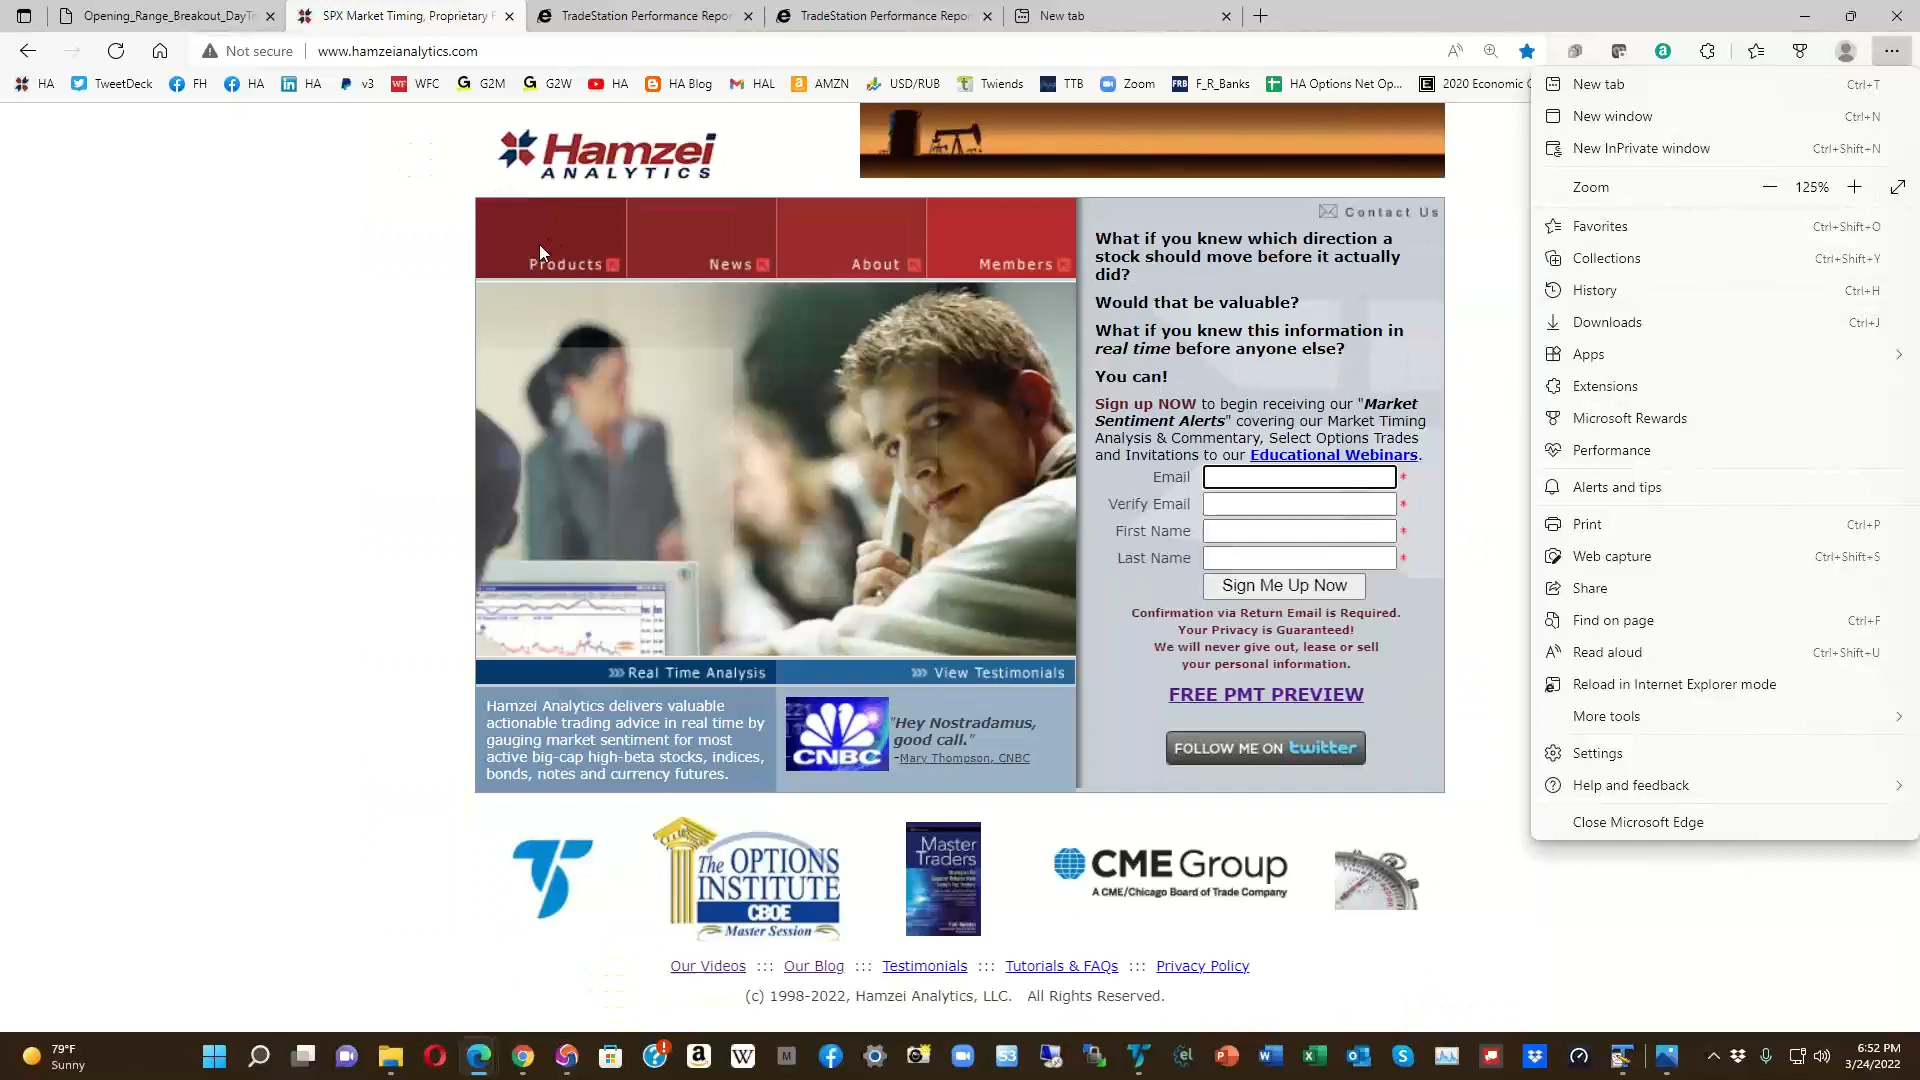 Opening_Range_Breakout_DayTr
SPX Market Timing, Proprietary F
TradeStation Performance Repor
TradeStation Performance Repor
New tab
Not secure
www.hamzeianalytics.com
HA
TweetDeck
FH
HA
HA
v3
WFC
G2M
G2W
HA
HA Blog
HAL
AMZN
USD/RUB
Twiends
TTB
Zoom
F_R_Banks
HA Options Net Op...
2020 Economic C
Hamzei
ANALYTICS
Products
News
About
Members
Contact Us
What if you knew which direction a
stock should move before it actually
did?
Would that be valuable?
What if you knew this information in
real time before anyone else?
You can!
Sign up NOW to begin receiving our "Market
Sentiment Alerts" covering our Market Timing
Analysis & Commentary, Select Options Trades
and Invitations to our Educational Webinars.
Email *
Verify Email *
First Name *
Last Name *
Sign Me Up Now
Confirmation via Return Email is Required.
Your Privacy is Guaranteed!
We will never give out, lease or sell
your personal information.
FREE PMT PREVIEW
FOLLOW ME ON twitter
Real Time Analysis
View Testimonials
Hamzei Analytics delivers valuable
actionable trading advice in real time by
gauging market sentiment for most
active big-cap high-beta stocks, indices,
bonds, notes and currency futures.
CNBC
"Hey Nostradamus,
good call."
-Mary Thompson, CNBC
The OPTIONS
INSTITUTE
CBOE
Master Session
Master
Traders
CME Group
A CME/Chicago Board of Trade Company
Our Videos ::: Our Blog ::: Testimonials ::: Tutorials & FAQs ::: Privacy Policy
(c) 1998-2022, Hamzei Analytics, LLC. All Rights Reserved.
New tab Ctrl+T
New window Ctrl+N
New InPrivate window Ctrl+Shift+N
Zoom 125%
Favorites Ctrl+Shift+O
Collections Ctrl+Shift+Y
History Ctrl+H
Downloads Ctrl+J
Apps
Extensions
Microsoft Rewards
Performance
Alerts and tips
Print Ctrl+P
Web capture Ctrl+Shift+S
Share
Find on page Ctrl+F
Read aloud Ctrl+Shift+U
Reload in Internet Explorer mode
More tools
Settings
Help and feedback
Close Microsoft Edge
79°F
Sunny
6:52 PM
3/24/2022